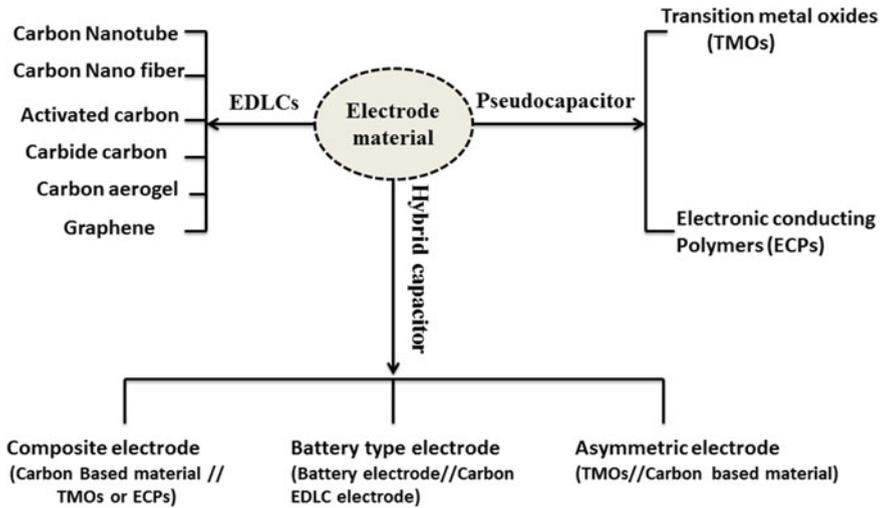 Carbon Nanotube
Carbon Nano fiber
Activated carbon
Carbide carbon
Carbon aerogel
Graphene
EDLCs
Electrode
material
Pseudocapacitor
Transition metal oxides
(TMOs)
Electronic conducting
Polymers (ECPs)
Hybrid capacitor
Composite electrode
(Carbon Based material //
TMOs or ECPs)
Battery type electrode
(Battery electrode//Carbon
EDLC electrode)
Asymmetric electrode
(TMOs//Carbon based material)